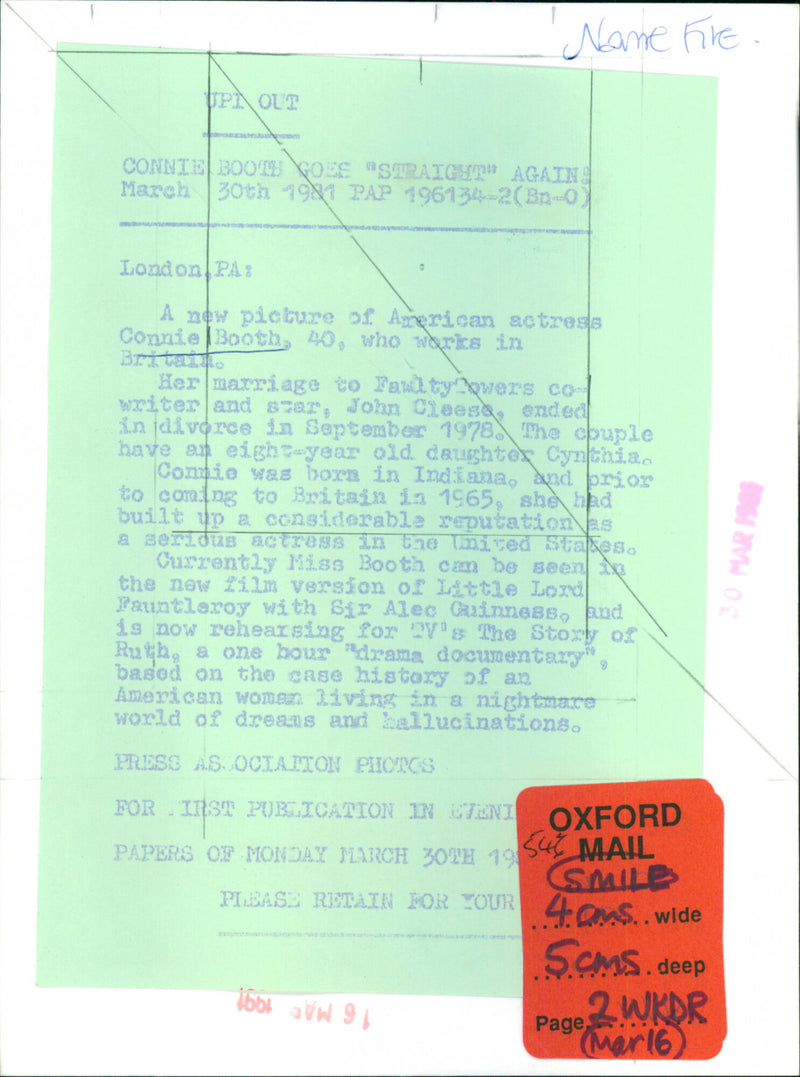 Name File.
UPI OUT
CONNIE BOOTH GOES "STRAIGHT" AGAIN:
March 30th 1981 PAP 196134-2(Bn-0)
London,PA:
A new picture of American actress
Connie Booth, 40, who works in
Britain.
Her marriage to FawltyTowers co-
writer and star, John Cleese, ended
in divorce in September 1978. The couple
have an eight-year old daughter Cynthia.
Connie was born in Indiana, and prior
to coming to Britain in 1965, she had
built up a considerable reputation as
a serious actress in the United States.
Currently Miss Booth can be seen in
the new film version of Little Lord
Fauntleroy with Sir Alec Guinness, and
is now rehearsing for TV's The Story of
Ruth, a one hour "drama documentary",
based on the case history of an
American woman living in a nightmare
world of dreams and hallucinations.
PRESS ASSOCIATION PHOTOS
FOR FIRST PUBLICATION IN EVENI
PAPERS OF MONDAY MARCH 30TH 19
PLEASE RETAIN FOR YOUR
30 MAR 1981
16 MAR 1991
OXFORD
MAIL
SMILE
4 cms wide
5 cms deep
Page 2 WKDR
(Mar 16)